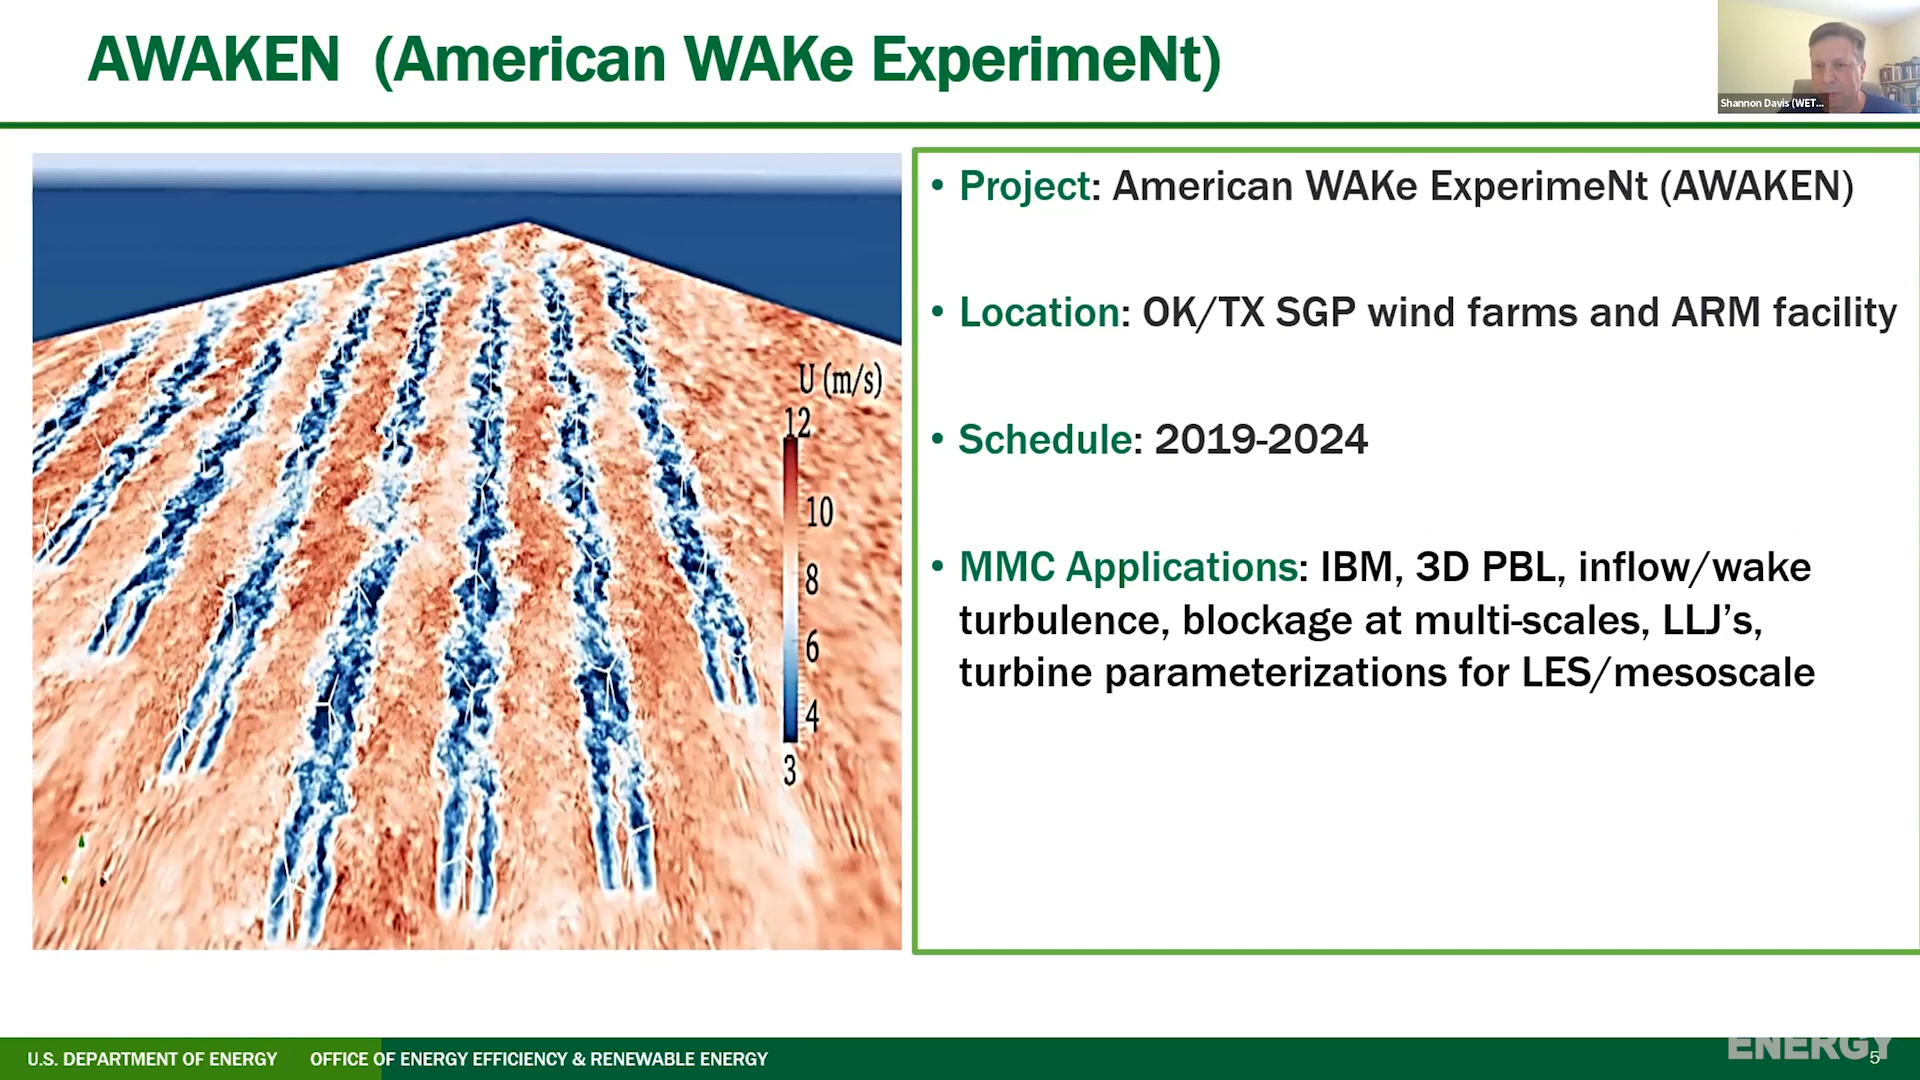 AWAKEN (American WAKe ExperimeNt)
Shannon Davis (WET...
• Project: American WAKe ExperimeNt (AWAKEN)
• Location: OK/TX SGP wind farms and ARM facility
• Schedule: 2019-2024
• MMC Applications: IBM, 3D PBL, inflow/wake
turbulence, blockage at multi-scales, LLJ’s,
turbine parameterizations for LES/mesoscale
U (m/s)
12
10
8
6
4
3
U.S. DEPARTMENT OF ENERGY OFFICE OF ENERGY EFFICIENCY & RENEWABLE ENERGY
ENERGY
5